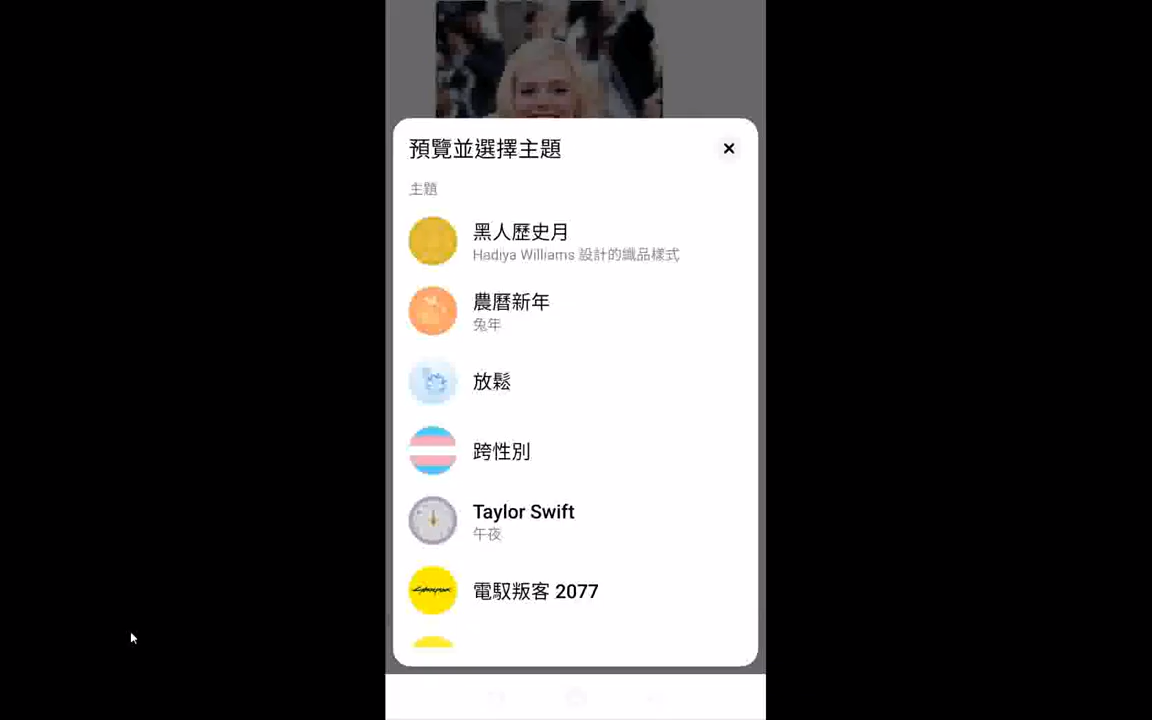 預覽並選擇主題
主題
黑人歷史月
Hadiya Williams 設計的織品樣式
農曆新年
兔年
放鬆
跨性別
Taylor Swift
午夜
電馭叛客 2077